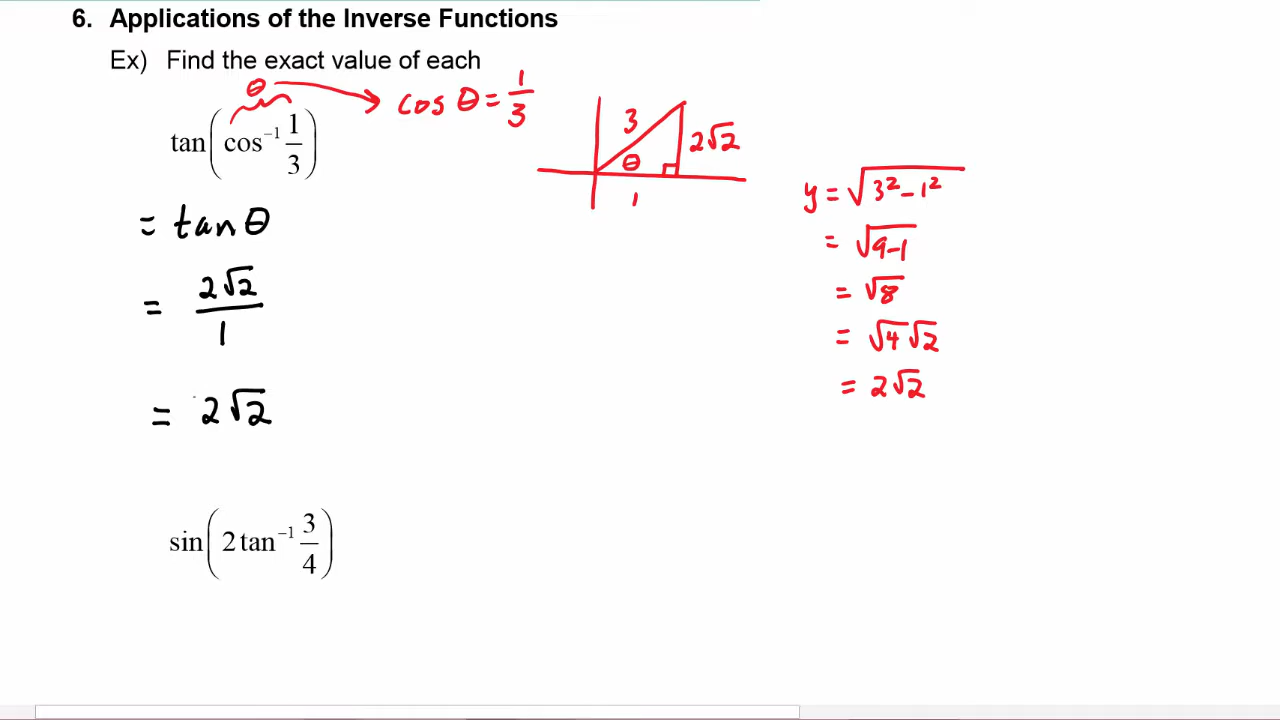 6. Applications of the Inverse Functions
Ex) Find the exact value of each
θ
cos θ = 1/3
tan(cos⁻¹ 1/3)
3
θ
2√2
1
= tan θ
= 2√2/1
= 2√2
y = √(3² - 1²)
= √(9-1)
= √8
= √4√2
= 2√2
sin(2 tan⁻¹ 3/4)